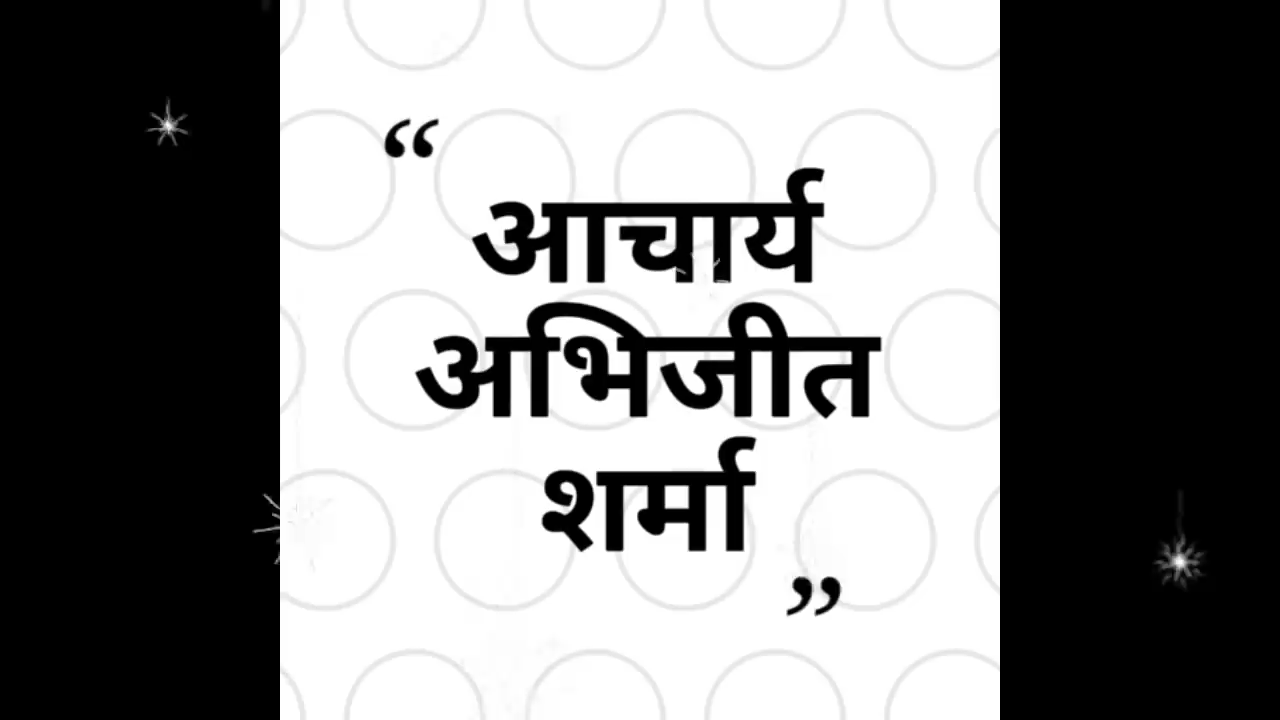 “
आचार्य
अभिजीत
शर्मा
”